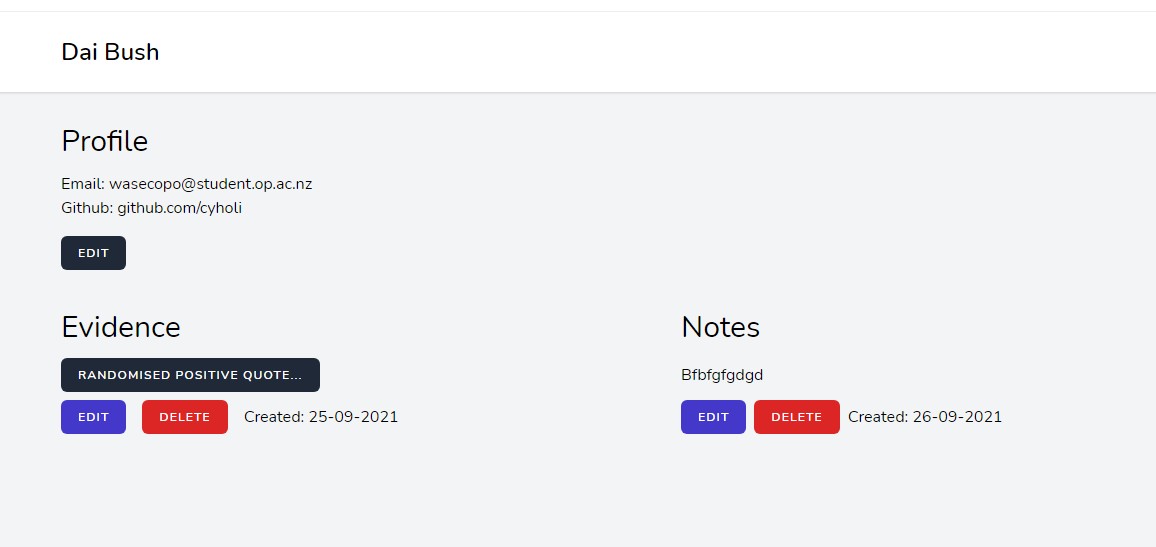 Dai Bush
Profile
Email: wasecopo@student.op.ac.nz
Github: github.com/cyholi
EDIT
Evidence
RANDOMISED POSITIVE QUOTE...
EDIT DELETE Created: 25-09-2021
Notes
Bfbfgfgdgd
EDIT DELETE Created: 26-09-2021